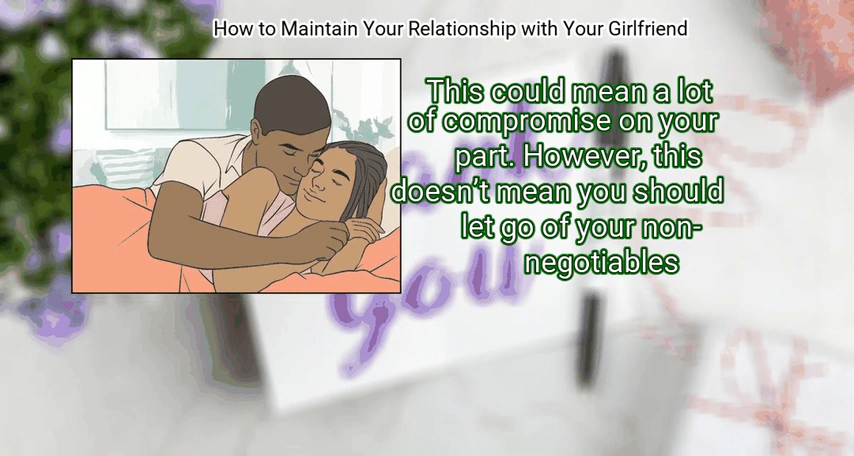 How to Maintain Your Relationship with Your Girlfriend
This could mean a lot
of compromise on your
part. However, this
doesn't mean you should
let go of your non-
negotiables
you